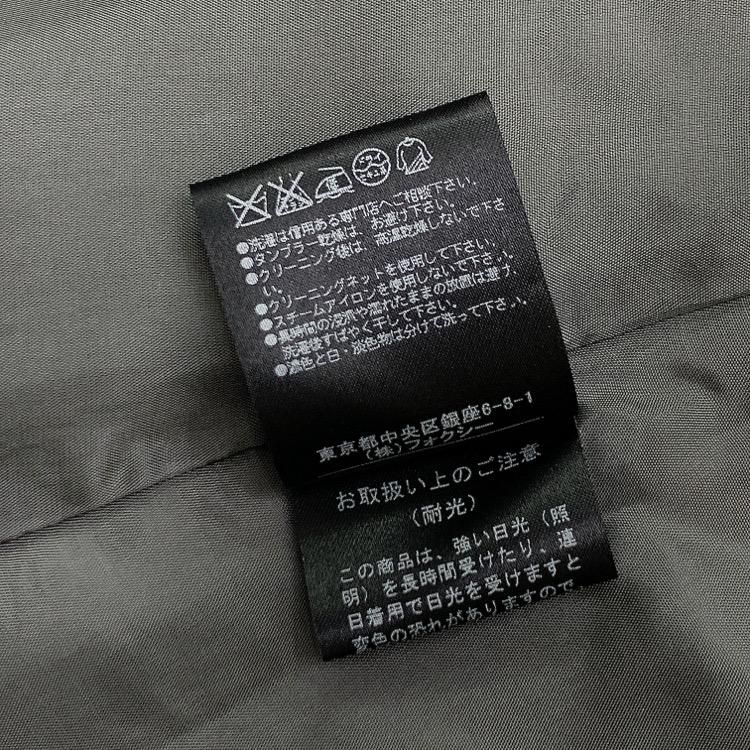 ●洗濯は信用ある専門店へご相談下さい。
●タンブラー乾燥は、お避け下さい。
●クリーニング後は、高温乾燥しないで下さ
い。
●クリーニングネットを使用して下さい。
●スチームアイロンを使用しないで下さい。
●長時間の浸漬や濡れたままの放置は避け、
洗濯後すばやく干して下さい。
●濃色と白・淡色物は分けて洗って下さい。
東京都中央区銀座6-3-1
(株)フォクシー
お取扱い上のご注意
(耐光)
この商品は、強い日光(照
明)を長時間受けたり、連
日着用で日光を受けますと
変色の恐れがありますので、